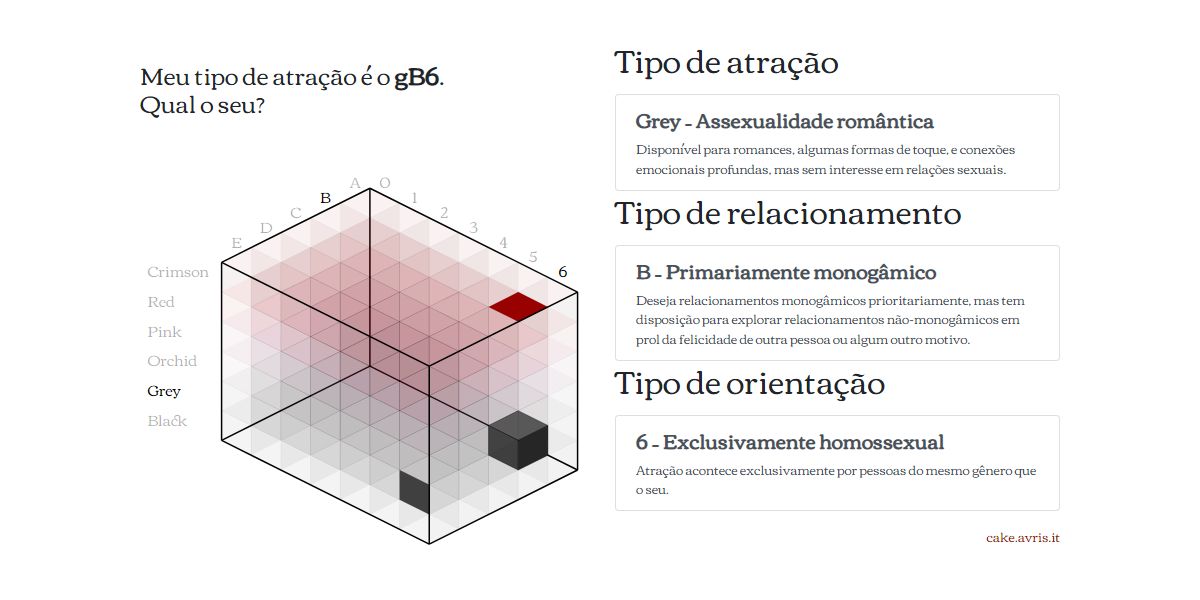 Meu tipo de atração é o gB6.
Qual o seu?
A
B
C
D
E
0
1
2
3
4
5
6
Crimson
Red
Pink
Orchid
Grey
Black
Tipo de atração
Grey - Assexualidade romântica
Disponível para romances, algumas formas de toque, e conexões
emocionais profundas, mas sem interesse em relações sexuais.
Tipo de relacionamento
B - Primariamente monogâmico
Deseja relacionamentos monogâmicos prioritariamente, mas tem
disposição para explorar relacionamentos não-monogâmicos em
prol da felicidade de outra pessoa ou algum outro motivo.
Tipo de orientação
6 - Exclusivamente homossexual
Atração acontece exclusivamente por pessoas do mesmo gênero que
o seu.
cake.avris.it